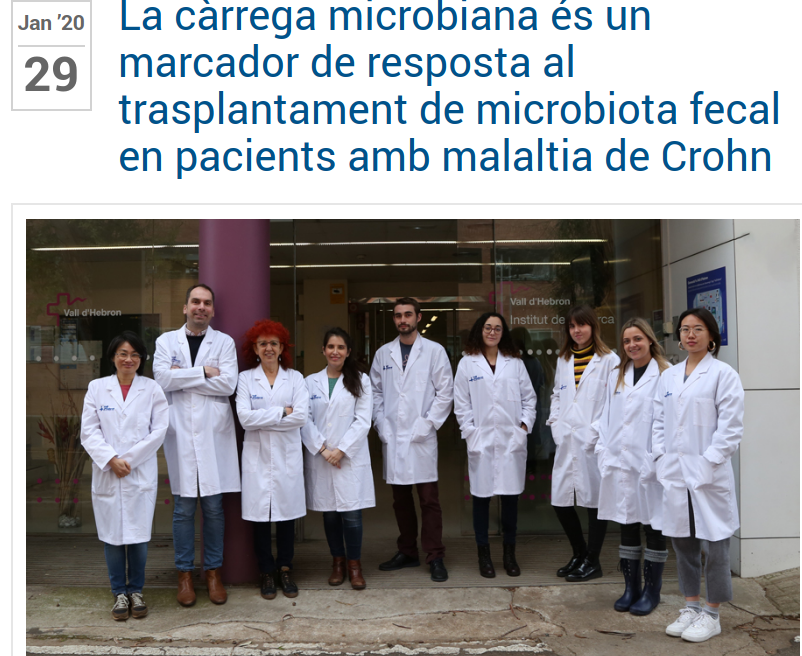 Jan '20
29
La càrrega microbiana és un
marcador de resposta al
trasplantament de microbiota fecal
en pacients amb malaltia de Crohn
Vall d'Hebron
Vall d'Hebron
Institut de